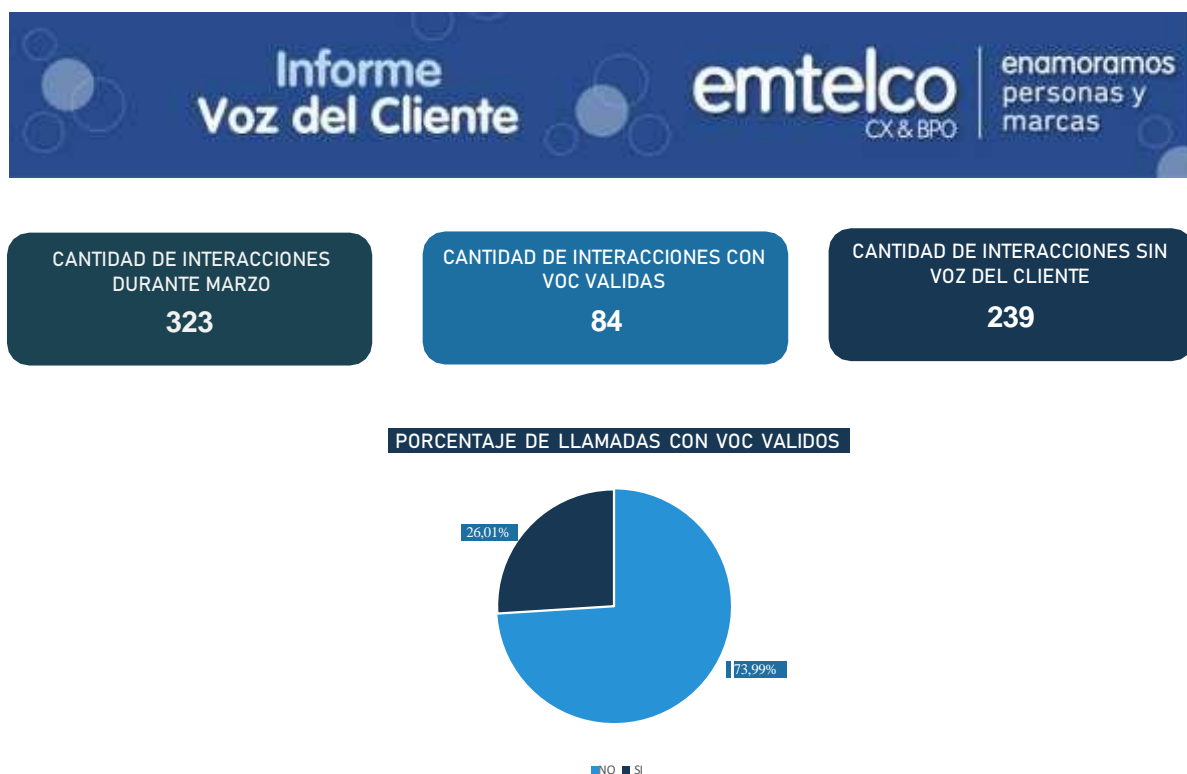 Informe
Voz del Cliente
emtelco
CX & BPO
enamoramos
personas y
marcas
CANTIDAD DE INTERACCIONES
DURANTE MARZO
323
CANTIDAD DE INTERACCIONES CON
VOC VALIDAS
84
CANTIDAD DE INTERACCIONES SIN
VOZ DEL CLIENTE
239
PORCENTAJE DE LLAMADAS CON VOC VALIDOS
26,01%
73,99%
NO SI